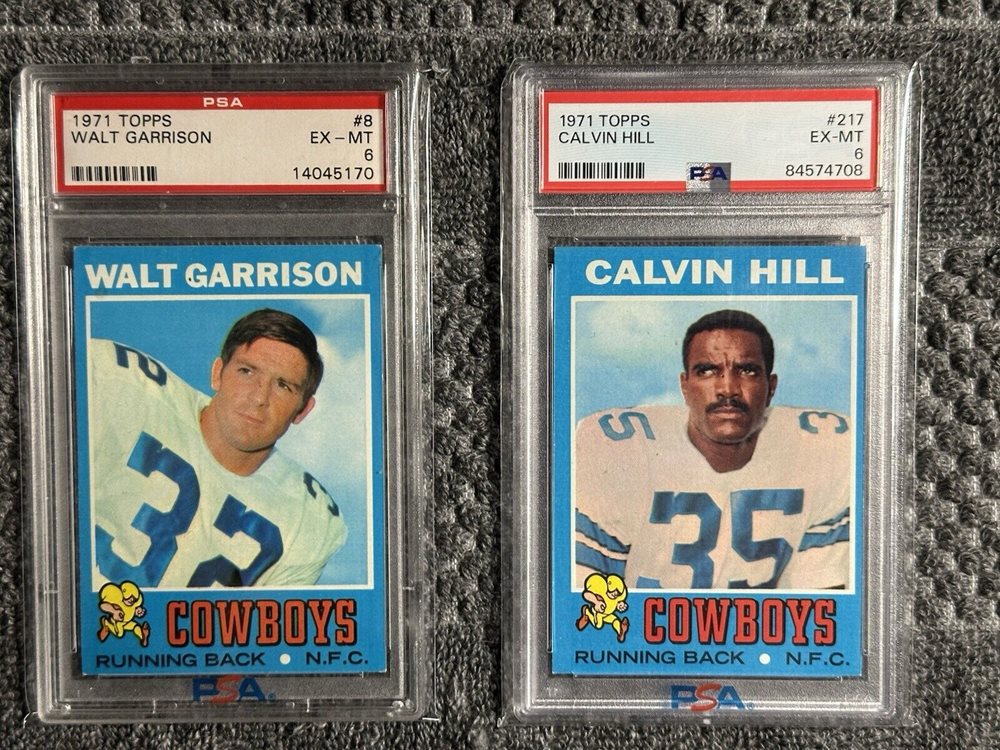 PSA
1971 TOPPS #8
WALT GARRISON EX – MT
6
14045170
WALT GARRISON
32
COWBOYS
RUNNING BACK • N.F.C.
PSA
1971 TOPPS #217
CALVIN HILL EX-MT
6
PSA 84574708
CALVIN HILL
35
COWBOYS
RUNNING BACK • N.F.C.
PSA